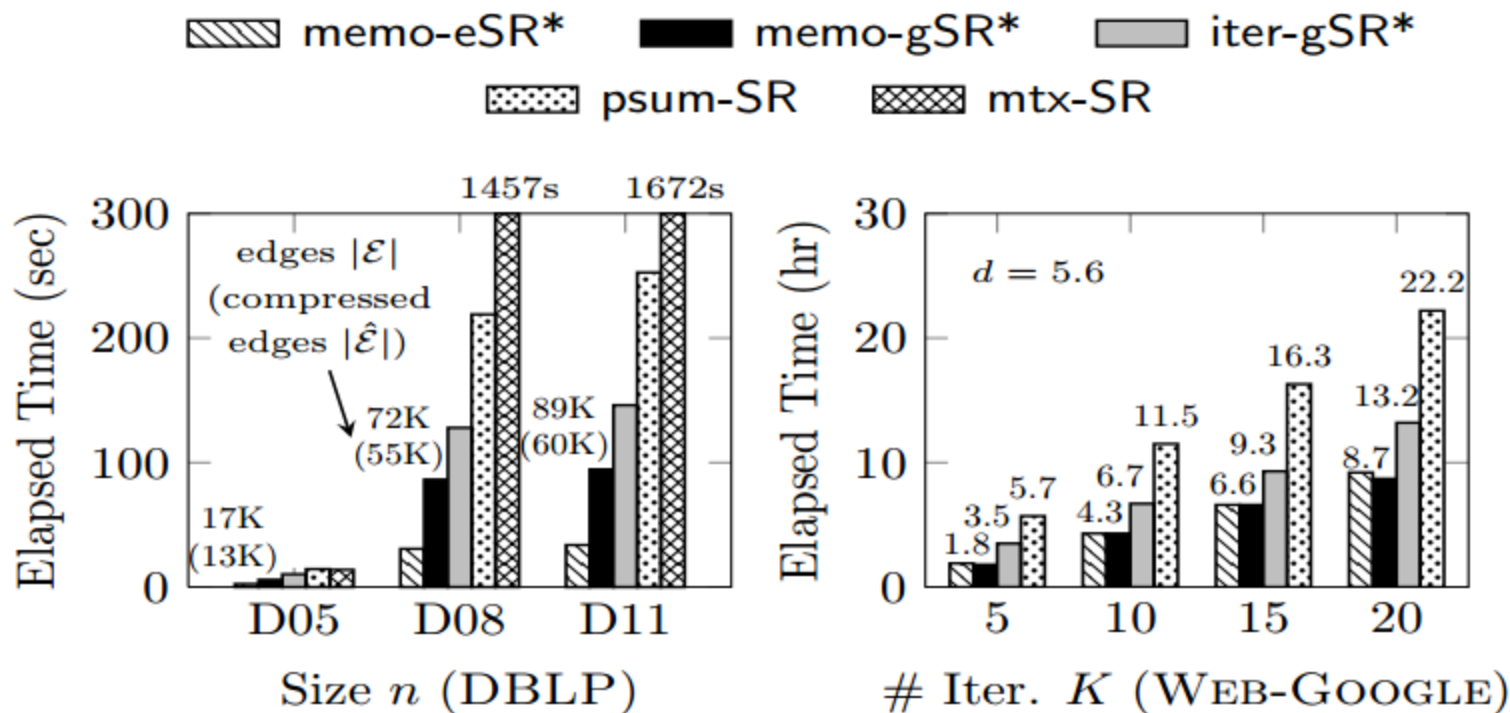 memo-eSR* memo-gSR* iter-gSR*
psum-SR mtx-SR
Elapsed Time (sec)
300
200
100
0
1457s 1672s
edges |ℰ|
(compressed
edges |ℰ̂|)
17K
(13K)
72K
(55K)
89K
(60K)
D05 D08 D11
Size n (DBLP)
Elapsed Time (hr)
30
20
10
0
d = 5.6
1.8 3.5 5.7
4.3 6.7 11.5
6.6 9.3 16.3
8.7 13.2 22.2
5 10 15 20
# Iter. K (WEB-GOOGLE)